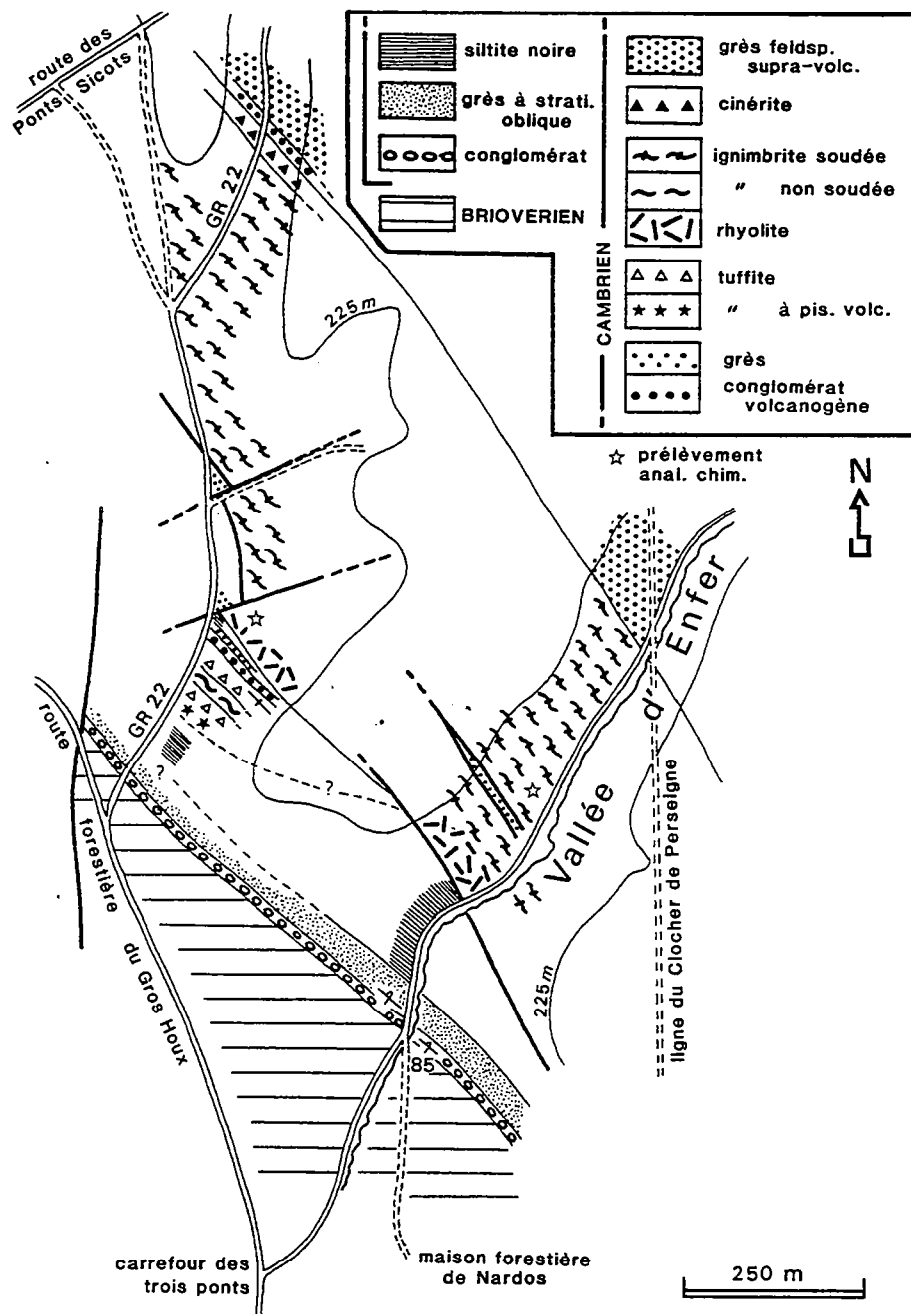 route des
Ponts Sicots
GR 22
225 m
siltite noire
grès à strati.
oblique
conglomérat
BRIOVERIEN
CAMBRIEN
grès feldsp.
supra-volc.
cinérite
ignimbrite soudée
" non soudée
rhyolite
tuffite
" à pis. volc.
grès
conglomérat
volcanogène
prélèvement
anal. chim.
N
GR 22
route
forestière
du Gros Houx
?
?
Vallée d'Enfer
225 m
ligne du Clocher de Perseigne
85
carrefour des
trois ponts
maison forestière
de Nardos
250 m